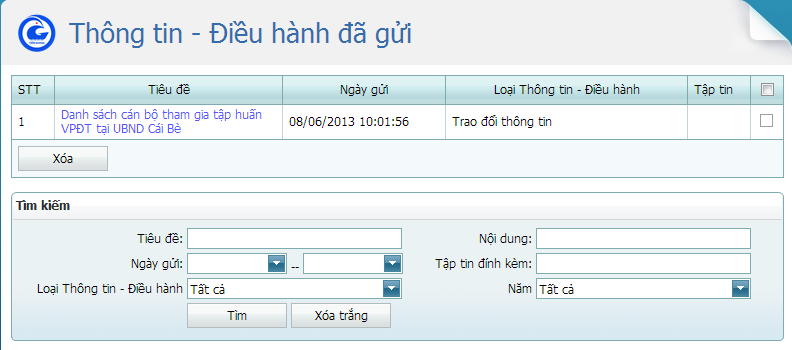 Thông tin - Điều hành đã gửi
STT Tiêu đề Ngày gửi Loại Thông tin - Điều hành Tập tin
1 Danh sách cán bộ tham gia tập huấn 08/06/2013 10:01:56 Trao đổi thông tin
VPĐT tại UBND Cái Bè
Xóa
Tìm kiếm
Tiêu đề: Nội dung:
Ngày gửi: -- Tập tin đính kèm:
Loại Thông tin - Điều hành Tất cả Năm Tất cả
Tìm Xóa trắng